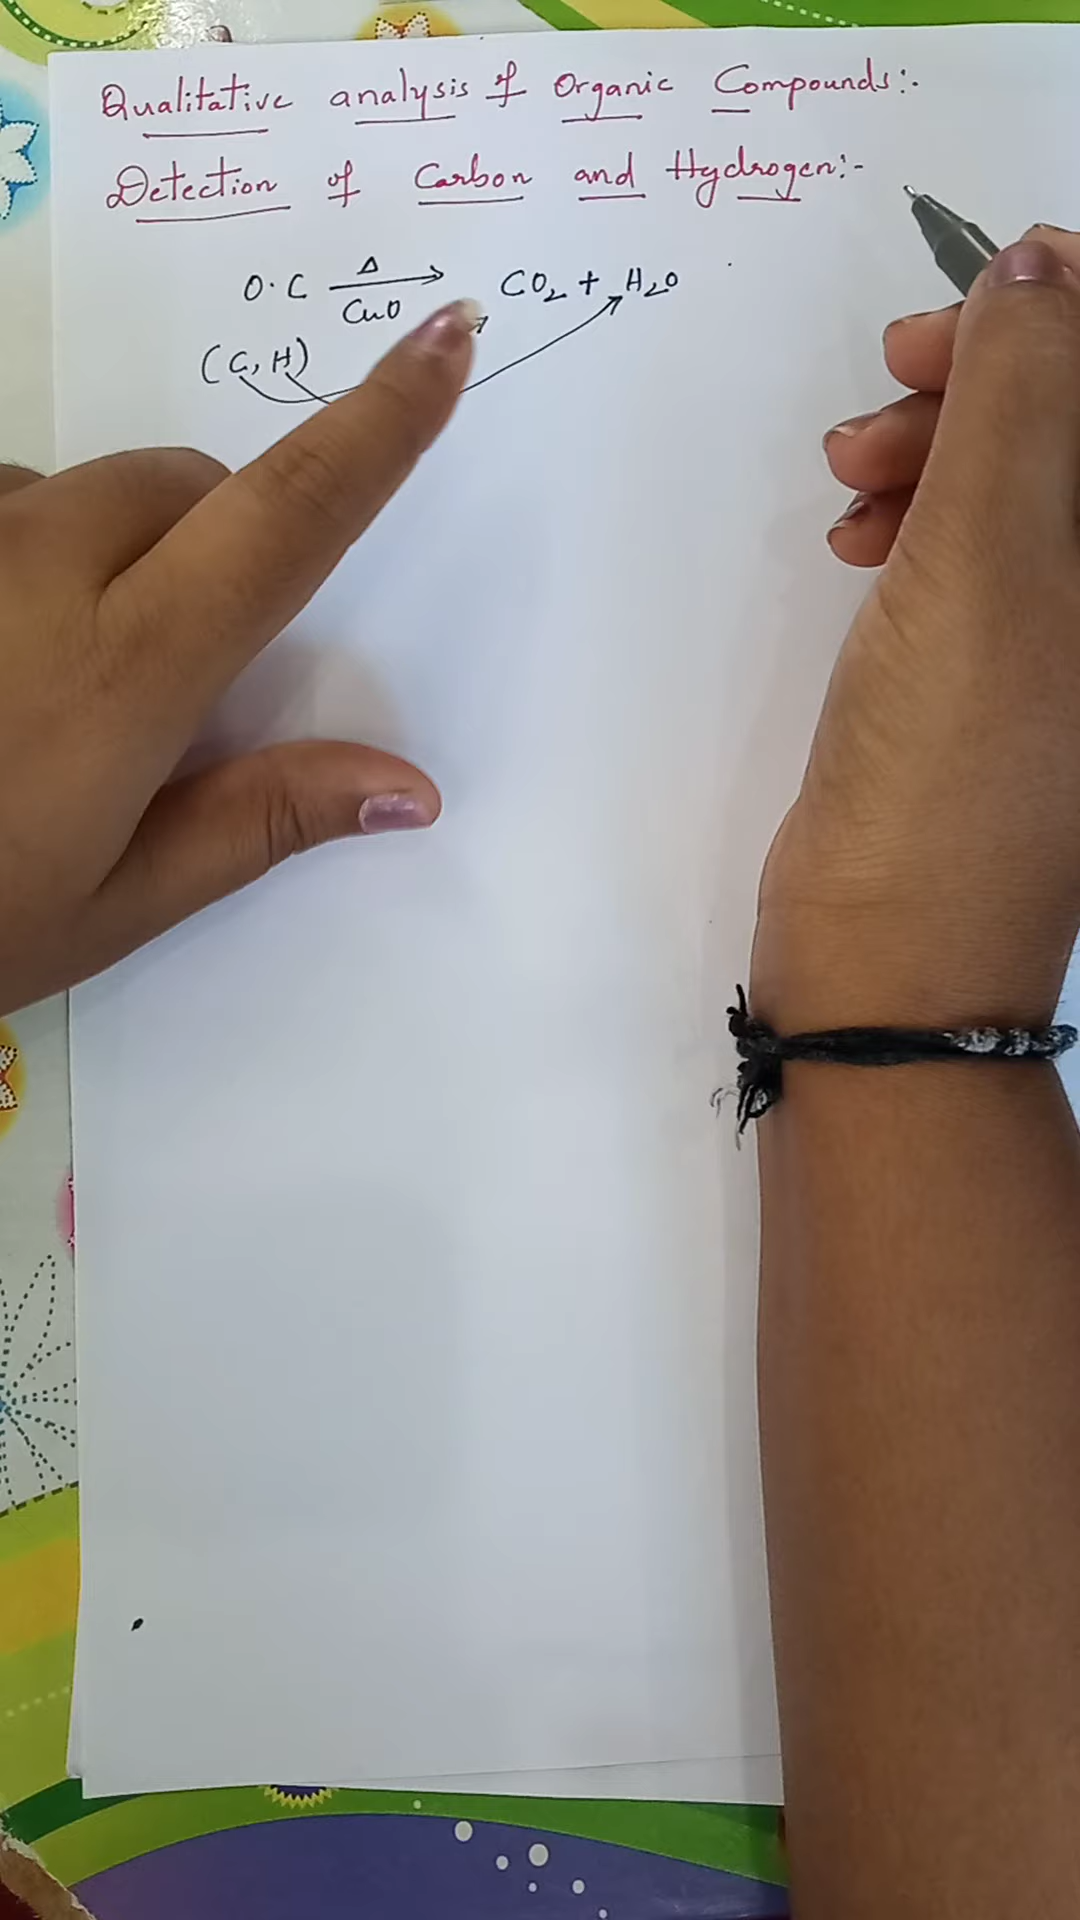 Qualitative analysis of Organic Compounds:-
Detection of Carbon and Hydrogen:-
O.C Δ CuO → CO₂ + H₂O
(C, H)